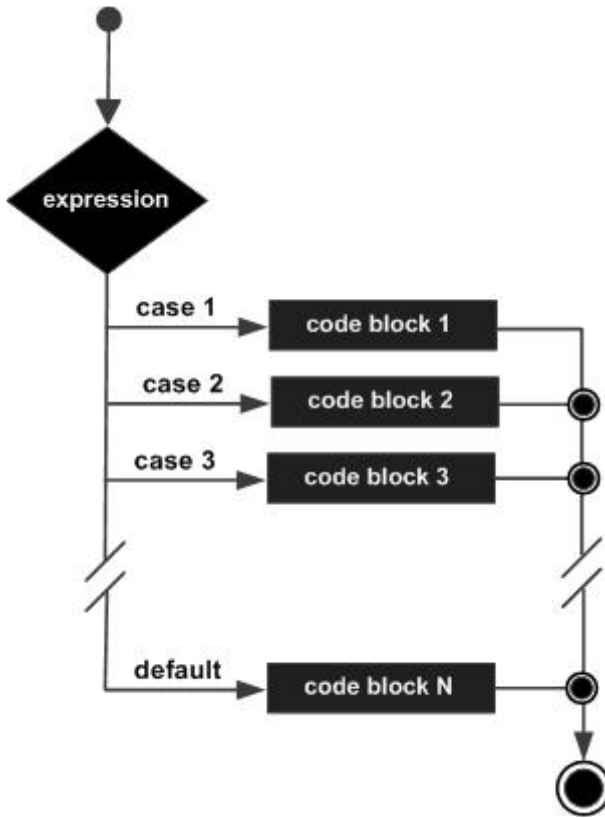 expression
case 1
code block 1
case 2
code block 2
case 3
code block 3
default
code block N